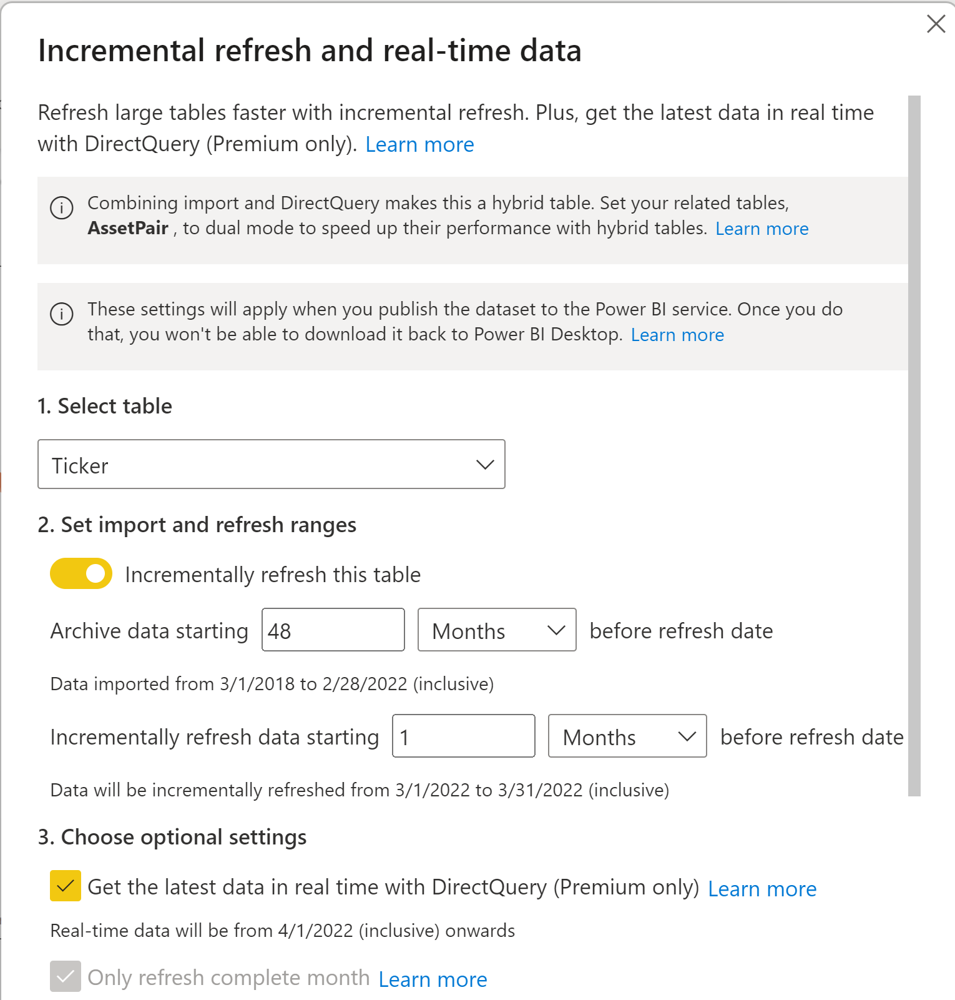 Incremental refresh and real-time data
Refresh large tables faster with incremental refresh. Plus, get the latest data in real time
with DirectQuery (Premium only). Learn more
Combining import and DirectQuery makes this a hybrid table. Set your related tables,
AssetPair , to dual mode to speed up their performance with hybrid tables. Learn more
These settings will apply when you publish the dataset to the Power BI service. Once you do
that, you won't be able to download it back to Power BI Desktop. Learn more
1. Select table
Ticker
2. Set import and refresh ranges
Incrementally refresh this table
Archive data starting 48 Months before refresh date
Data imported from 3/1/2018 to 2/28/2022 (inclusive)
Incrementally refresh data starting 1 Months before refresh date
Data will be incrementally refreshed from 3/1/2022 to 3/31/2022 (inclusive)
3. Choose optional settings
Get the latest data in real time with DirectQuery (Premium only) Learn more
Real-time data will be from 4/1/2022 (inclusive) onwards
Only refresh complete month Learn more